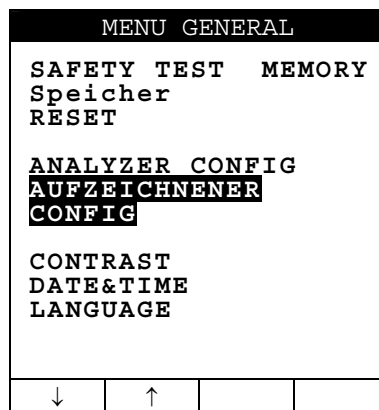 MENU GENERAL
SAFETY TEST MEMORY
Speicher
RESET
ANALYZER CONFIG
AUFZEICHNENER
CONFIG
CONTRAST
DATE&TIME
LANGUAGE
↓ ↑